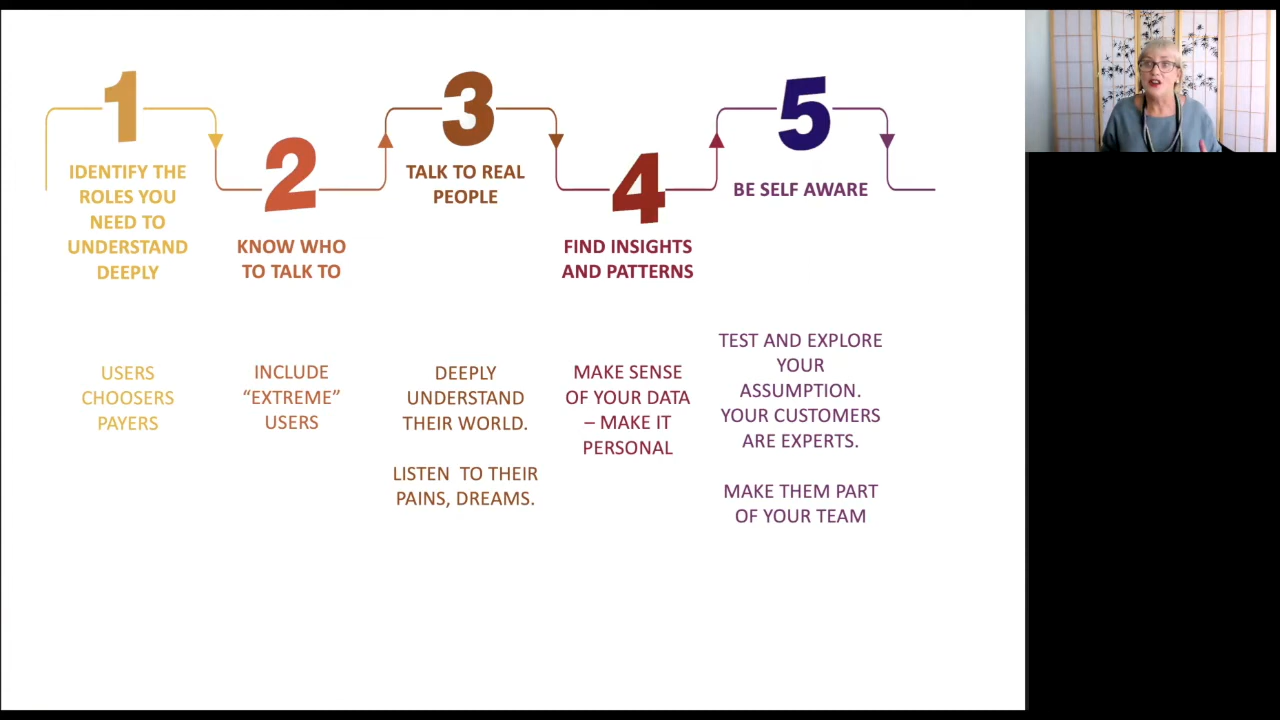 1
IDENTIFY THE
ROLES YOU
NEED TO
UNDERSTAND
DEEPLY
USERS
CHOOSERS
PAYERS
2
KNOW WHO
TO TALK TO
INCLUDE
“EXTREME”
USERS
3
TALK TO REAL
PEOPLE
DEEPLY
UNDERSTAND
THEIR WORLD.
LISTEN  TO THEIR
PAINS, DREAMS.
4
FIND INSIGHTS
AND PATTERNS
MAKE SENSE
OF YOUR DATA
– MAKE IT
PERSONAL
5
BE SELF AWARE
TEST AND EXPLORE
YOUR
ASSUMPTION.
YOUR CUSTOMERS
ARE EXPERTS.
MAKE THEM PART
OF YOUR TEAM